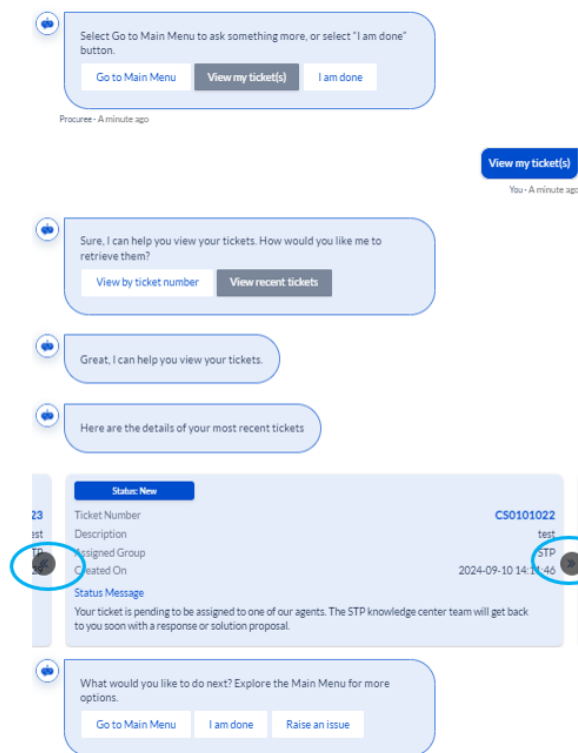 Select Go to Main Menu to ask something more, or select "I am done"
button.
Go to Main Menu View my ticket(s) I am done
Procuree - A minute ago
View my ticket(s)
You - A minute ago
Sure, I can help you view your tickets. How would you like me to
retrieve them?
View by ticket number View recent tickets
Great, I can help you view your tickets.
Here are the details of your most recent tickets
Status: New
23 Ticket Number CS0101022
est Description test
TP Assigned Group STP
Created On 2024-09-10 14:11:46
Status Message
Your ticket is pending to be assigned to one of our agents. The STP knowledge center team will get back
to you soon with a response or solution proposal.
What would you like to do next? Explore the Main Menu for more
options.
Go to Main Menu I am done Raise an issue